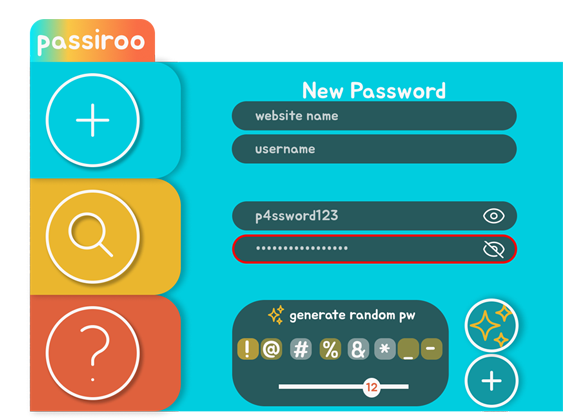 passiroo
New Password
website name
username
p4ssword123
•••••••••••••••••
generate random pw
! @ # % & * _ -
12